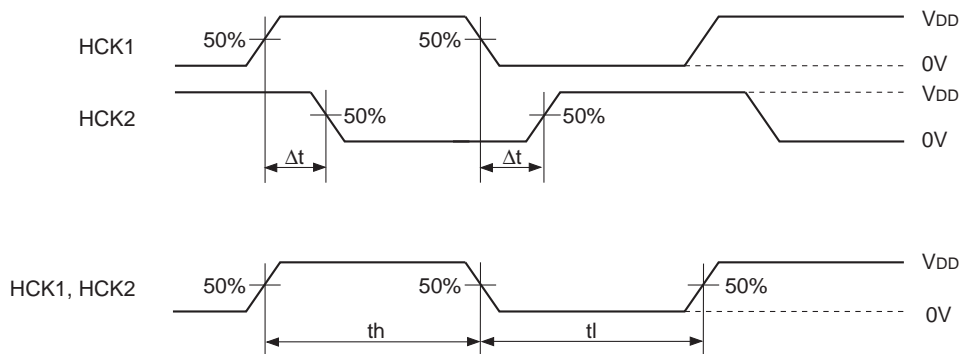 VDD
HCK1 50% 50%
0V
VDD
HCK2 50% 50%
0V
Δt Δt
VDD
HCK1, HCK2 50% 50% 50%
0V
th tl